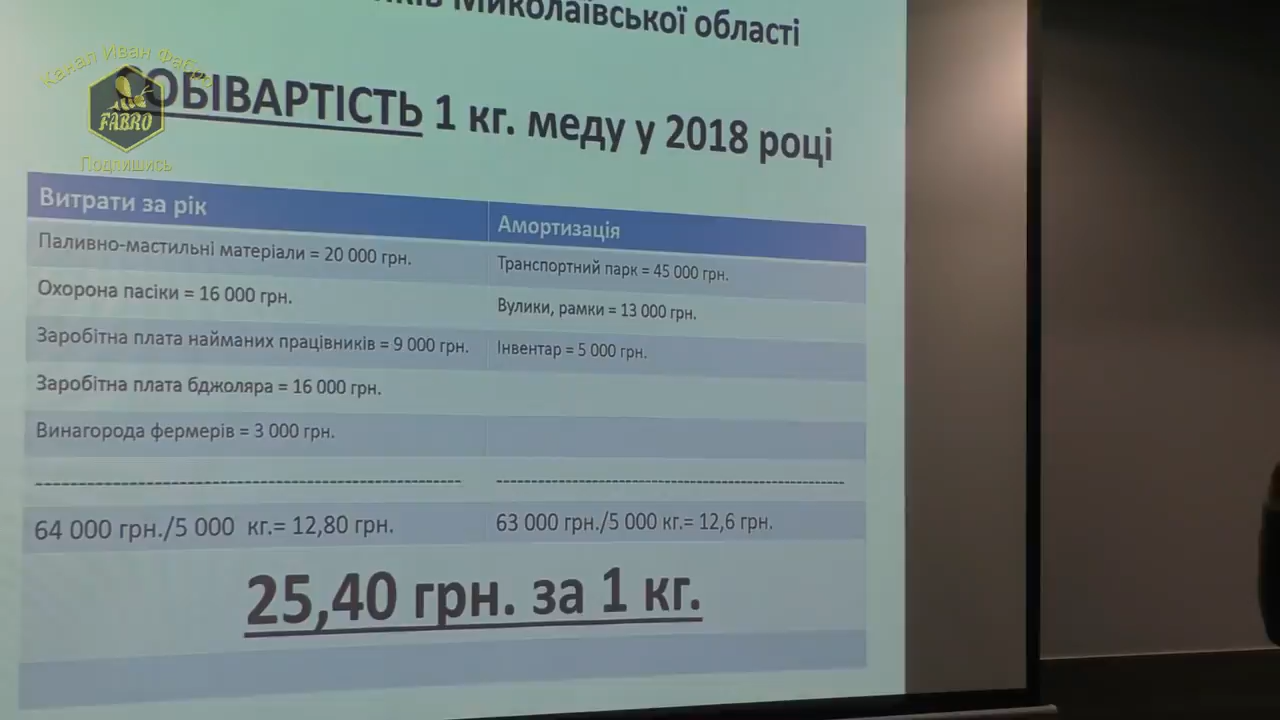 Миколаївської області
СОБІВАРТІСТЬ 1 кг. меду у 2018 році
Канал Иван Фабро
FABRO
Подпишись
Витрати за рік
Амортизація
Паливно-мастильні матеріали = 20 000 грн.
Транспортний парк = 45 000 грн.
Охорона пасіки = 16 000 грн.
Вулики, рамки = 13 000 грн.
Заробітна плата найманих працівників = 9 000 грн.
Інвентар = 5 000 грн.
Заробітна плата бджоляра = 16 000 грн.
Винагорода фермерів = 3 000 грн.
64 000 грн./5 000 кг.= 12,80 грн.
63 000 грн./5 000 кг.= 12,6 грн.
25,40 грн. за 1 кг.